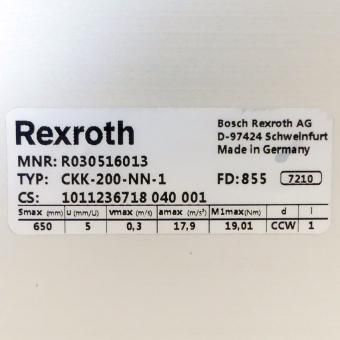 Rexroth
Bosch Rexroth AG
D-97424 Schweinfurt
Made in Germany
MNR: R030516013
TYP: CKK-200-NN-1 FD:855 7210
CS: 1011236718 040 001
Smax (mm) u (mm/U) vmax (m/s) amax (m/s²) M1max(Nm) d i
650 5 0,3 17,9 19,01 CCW 1